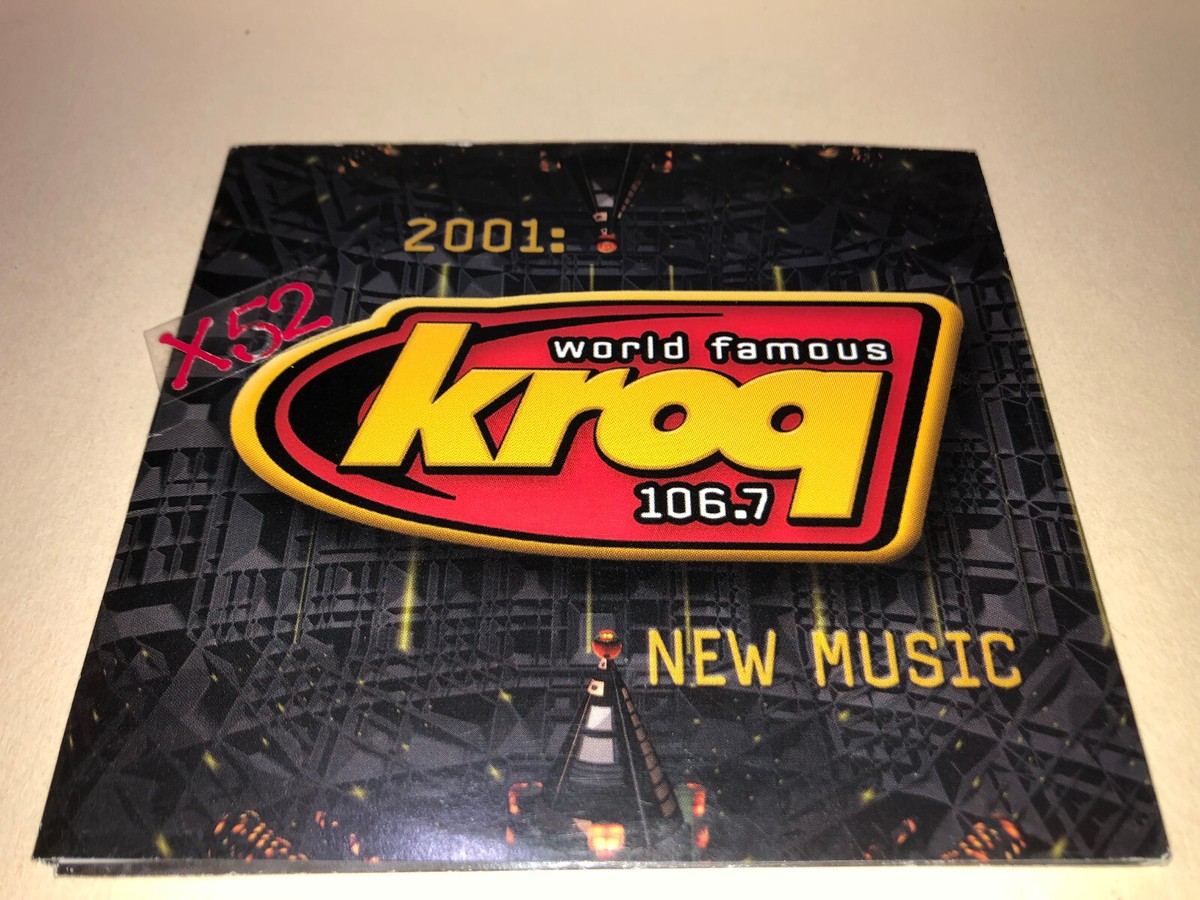 2001:
X52
world famous
kroq
106.7
NEW MUSIC